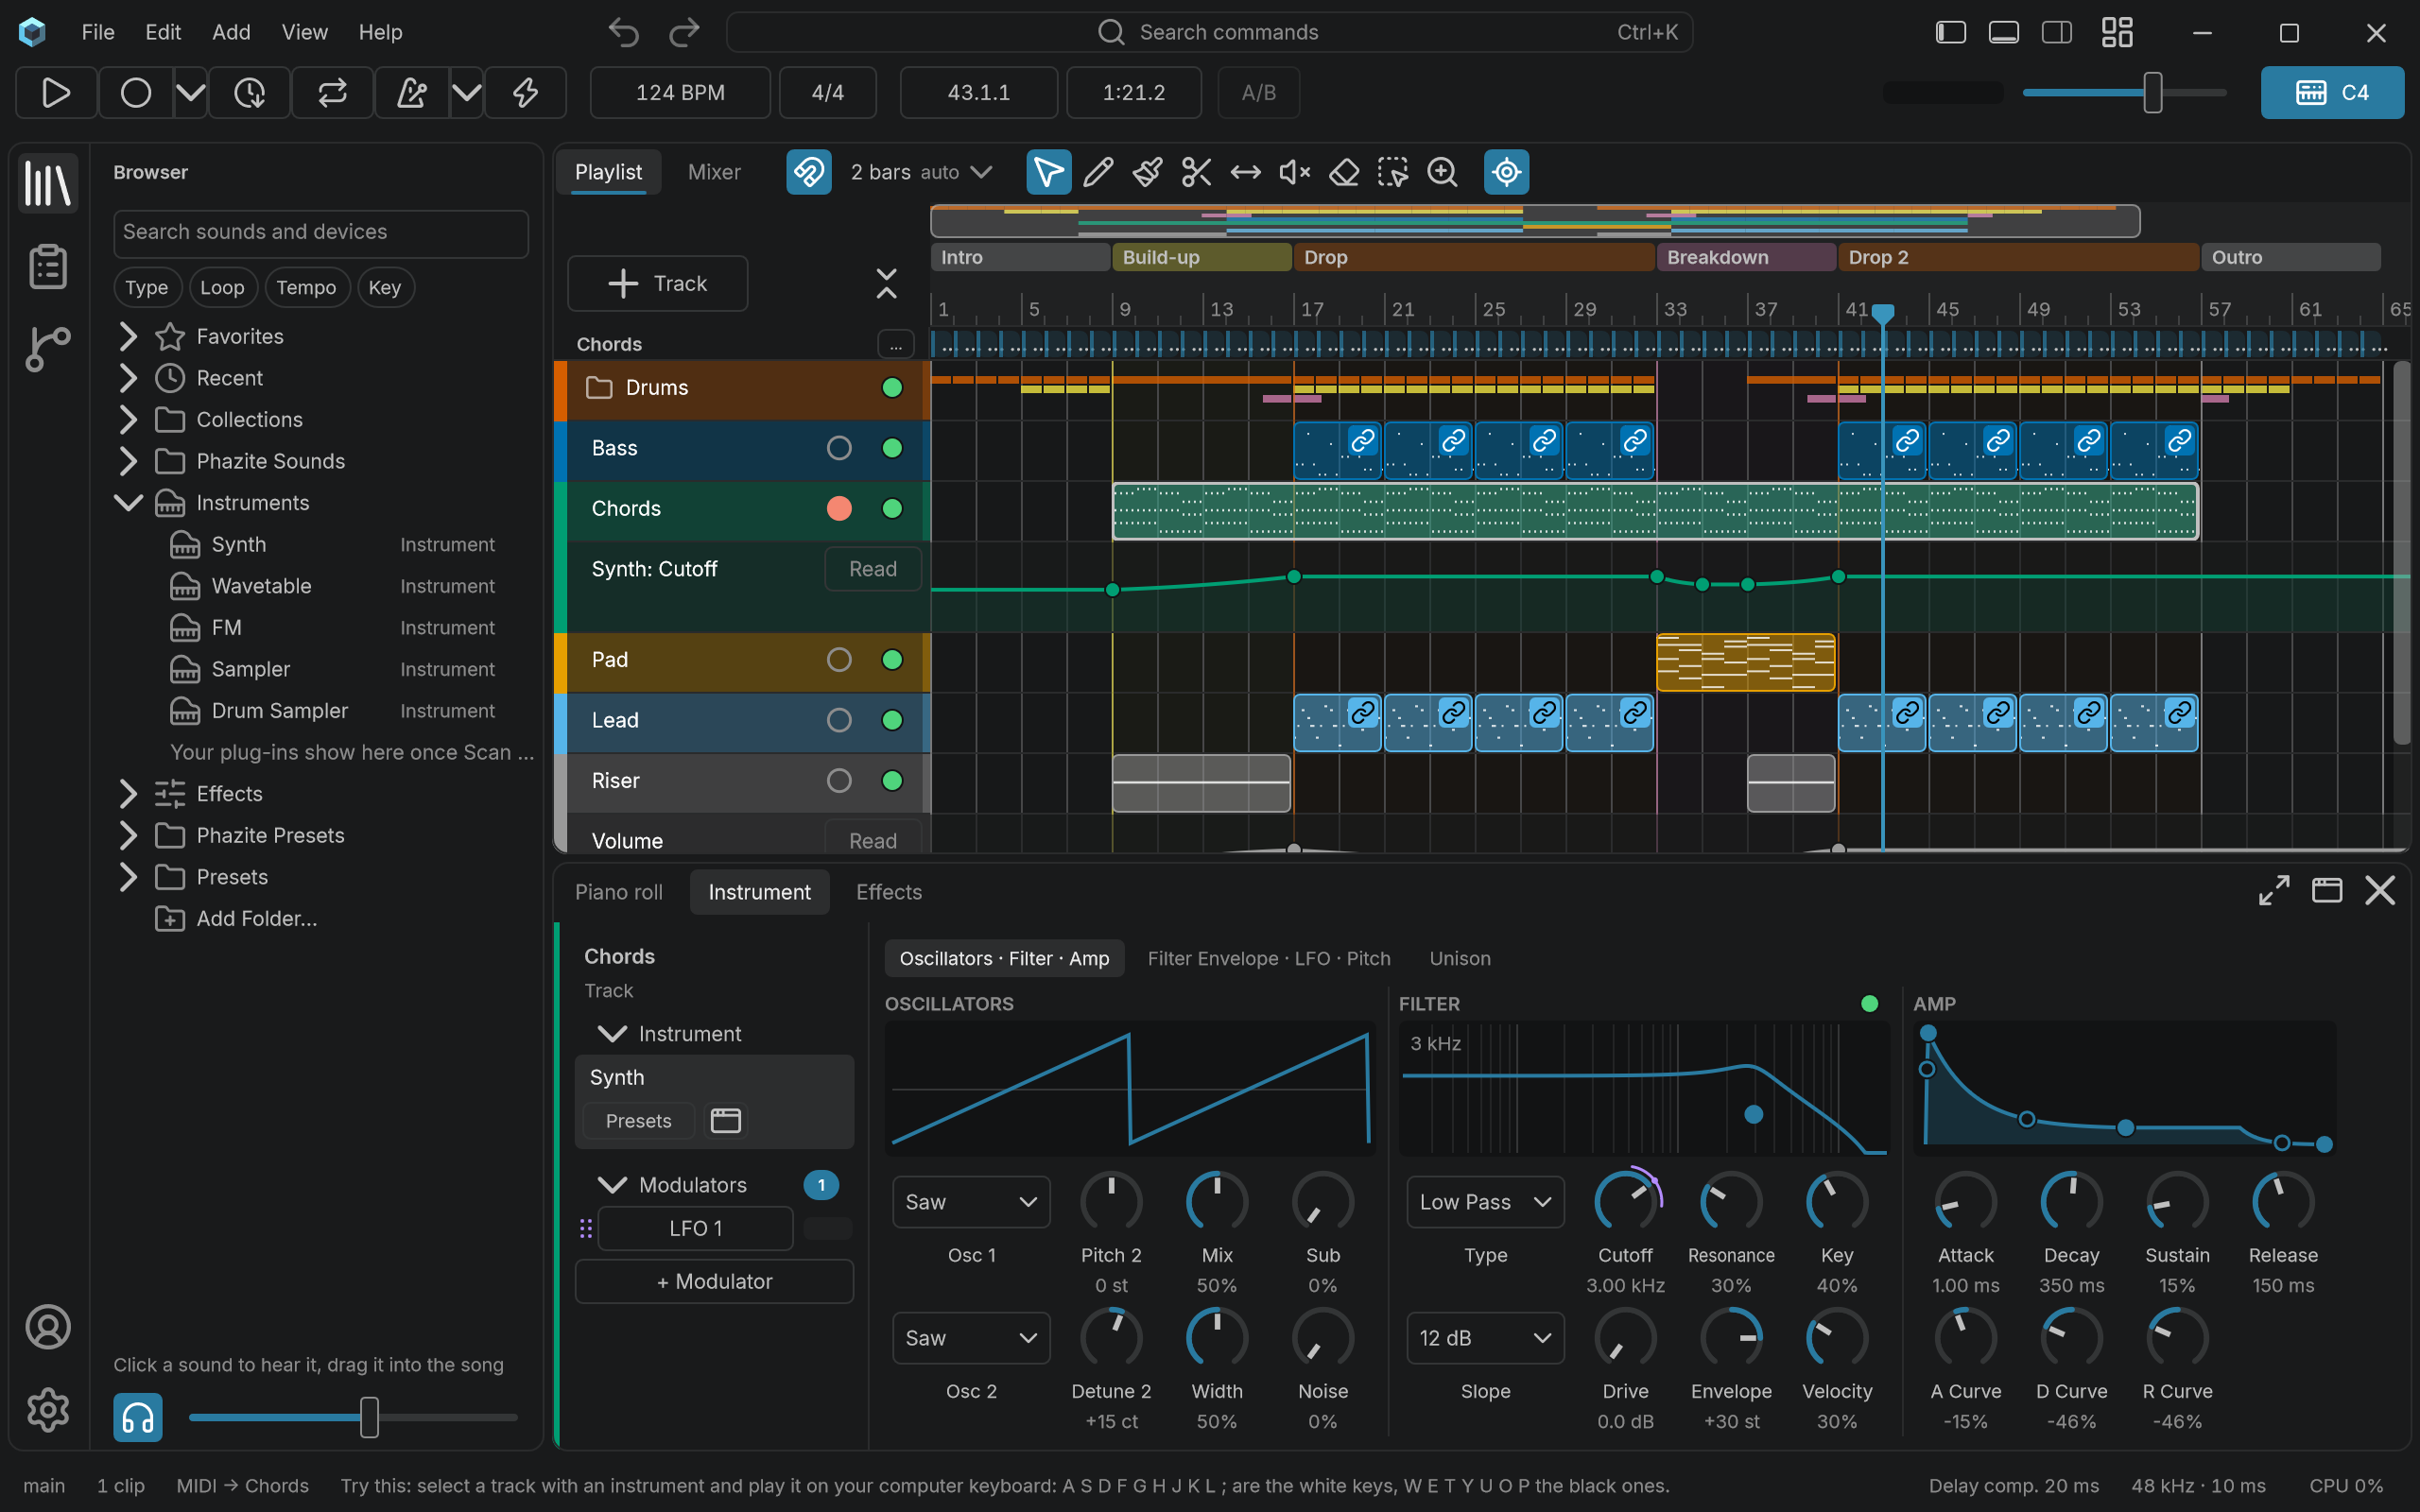 File Edit Add View Help Search commands Ctrl+K
124 BPM 4/4 43.1.1 1:21.2 A/B C4
Browser
Search sounds and devices
Type Loop Tempo Key
Favorites
Recent
Collections
Phazite Sounds
Instruments
Synth Instrument
Wavetable Instrument
FM Instrument
Sampler Instrument
Drum Sampler Instrument
Your plug-ins show here once Scan ...
Effects
Phazite Presets
Presets
Add Folder...
Click a sound to hear it, drag it into the song
Playlist Mixer 2 bars auto
Track
Intro Build-up Drop Breakdown Drop 2 Outro
1 5 9 13 17 21 25 29 33 37 41 45 49 53 57 61 65
Chords ...
Drums
Bass
Chords
Synth: Cutoff Read
Pad
Lead
Riser
Volume Read
Piano roll Instrument Effects
Chords
Track
Instrument
Synth
Presets
Modulators 1
LFO 1
+ Modulator
Oscillators · Filter · Amp Filter Envelope · LFO · Pitch Unison
OSCILLATORS
Saw
Osc 1 Pitch 2 Mix Sub
0 st 50% 0%
Saw
Osc 2 Detune 2 Width Noise
+15 ct 50% 0%
FILTER
3 kHz
Low Pass
Type Cutoff Resonance Key
3.00 kHz 30% 40%
12 dB
Slope Drive Envelope Velocity
0.0 dB +30 st 30%
AMP
Attack Decay Sustain Release
1.00 ms 350 ms 15% 150 ms
A Curve D Curve R Curve
-15% -46% -46%
main 1 clip MIDI → Chords Try this: select a track with an instrument and play it on your computer keyboard: A S D F G H J K L ; are the white keys, W E T Y U O P the black ones. Delay comp. 20 ms 48 kHz · 10 ms CPU 0%